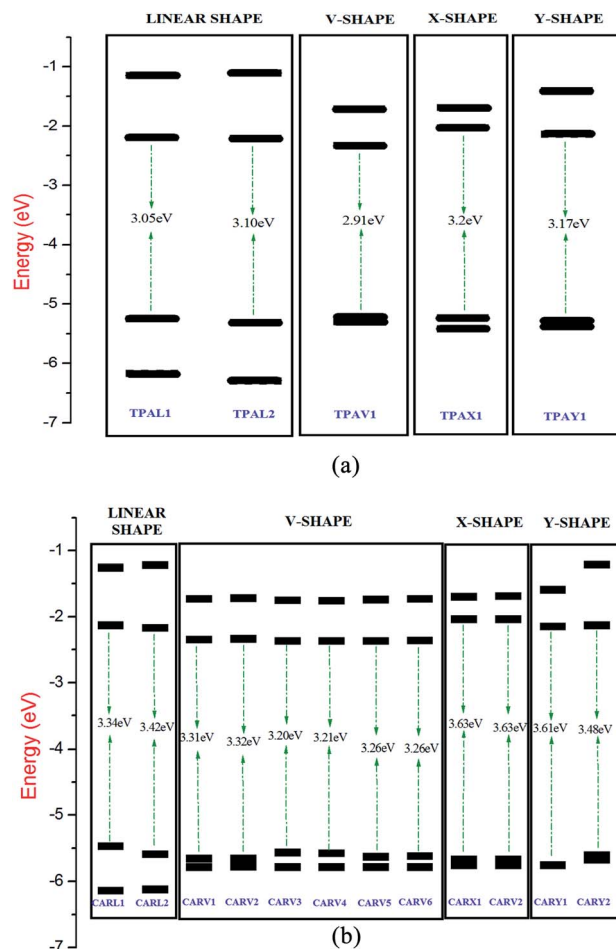 LINEAR SHAPE V-SHAPE X-SHAPE Y-SHAPE
-1
-2
-3
-4
-5
-6
-7
Energy (eV)
3.05eV 3.10eV 2.91eV 3.2eV 3.17eV
TPAL1 TPAL2 TPAV1 TPAX1 TPAY1
(a)
LINEAR
SHAPE V-SHAPE X-SHAPE Y-SHAPE
-1
-2
-3
-4
-5
-6
-7
Energy (eV)
3.34eV 3.42eV 3.31eV 3.32eV 3.20eV 3.21eV 3.26eV 3.26eV 3.63eV 3.63eV 3.61eV 3.48eV
CARL1 CARL2 CARV1 CARV2 CARV3 CARV4 CARV5 CARV6 CARX1 CARV2 CARY1 CARY2
(b)